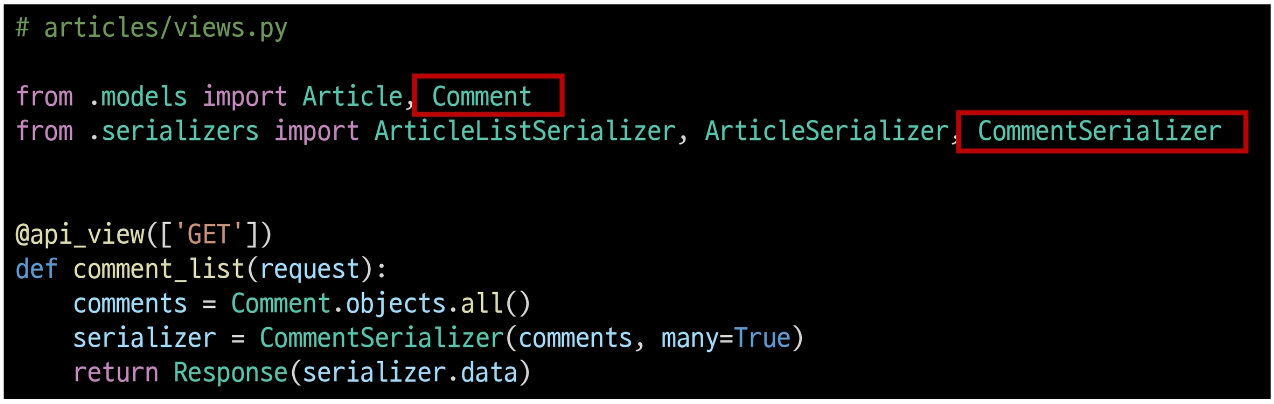 # articles/views.py
from .models import Article, Comment
from .serializers import ArticleListSerializer, ArticleSerializer, CommentSerializer
@api_view(['GET'])
def comment_list(request):
    comments = Comment.objects.all()
    serializer = CommentSerializer(comments, many=True)
    return Response(serializer.data)